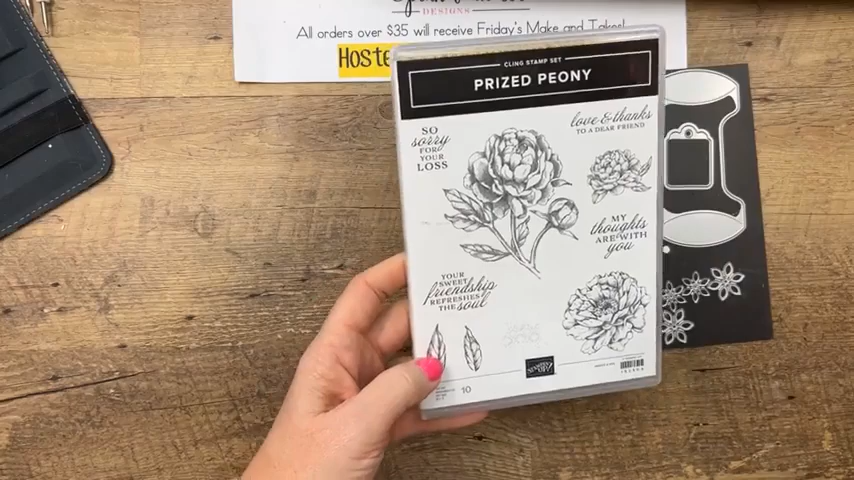 DESIGNS
All orders over $35 will receive Friday's Make and Takes!
CLING STAMP SET
PRIZED PEONY
SO
sorry
FOR
YOUR
LOSS
love & thanks
TO A DEAR FRIEND
MY
thoughts
ARE WITH
you
YOUR
SWEET
friendship
REFRESHES
THE soul
10